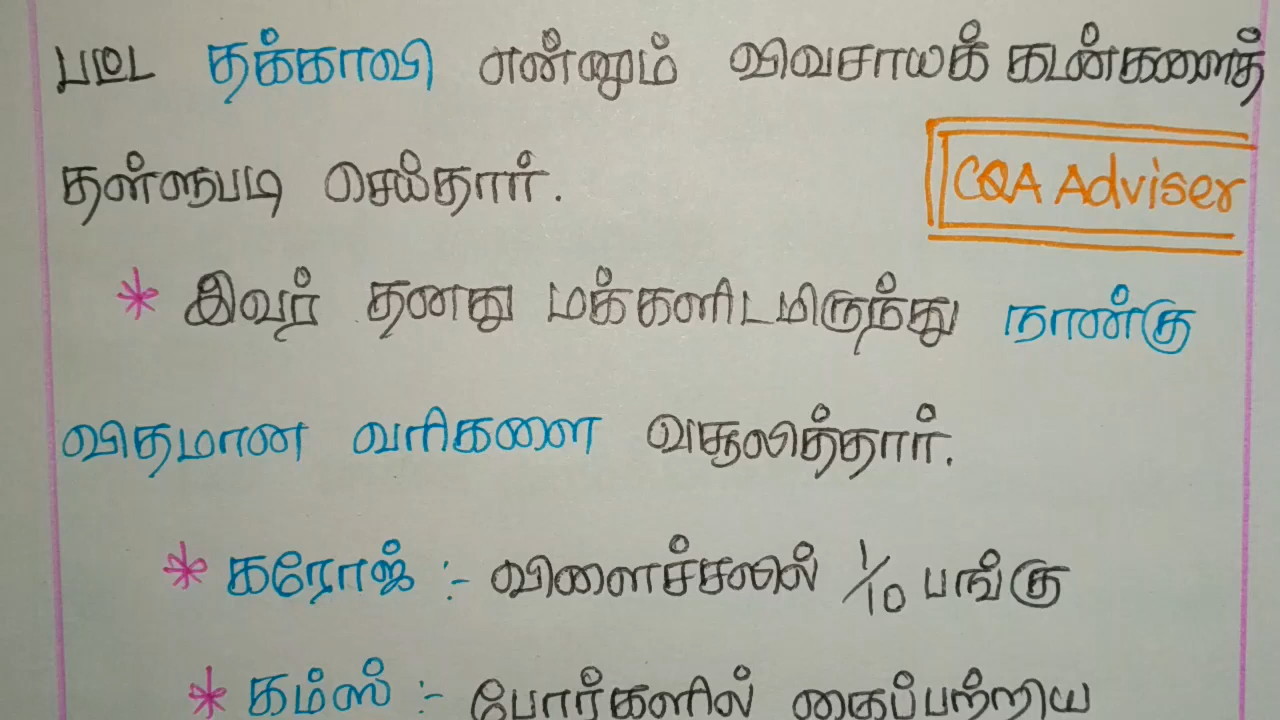 பட்ட தக்காவி என்னும் விவசாயக் கடன்களைத்
தள்ளுபடி செய்தார்.
CQA Adviser
* இவர் தனது மக்களிடமிருந்து நான்கு
விதமான வரிகளை வசூலித்தார்.
* கரோஜ் :- விளைச்சலில் 1/10 பங்கு
* கம்ஸ் :- போர்களில் கைப்பற்றிய